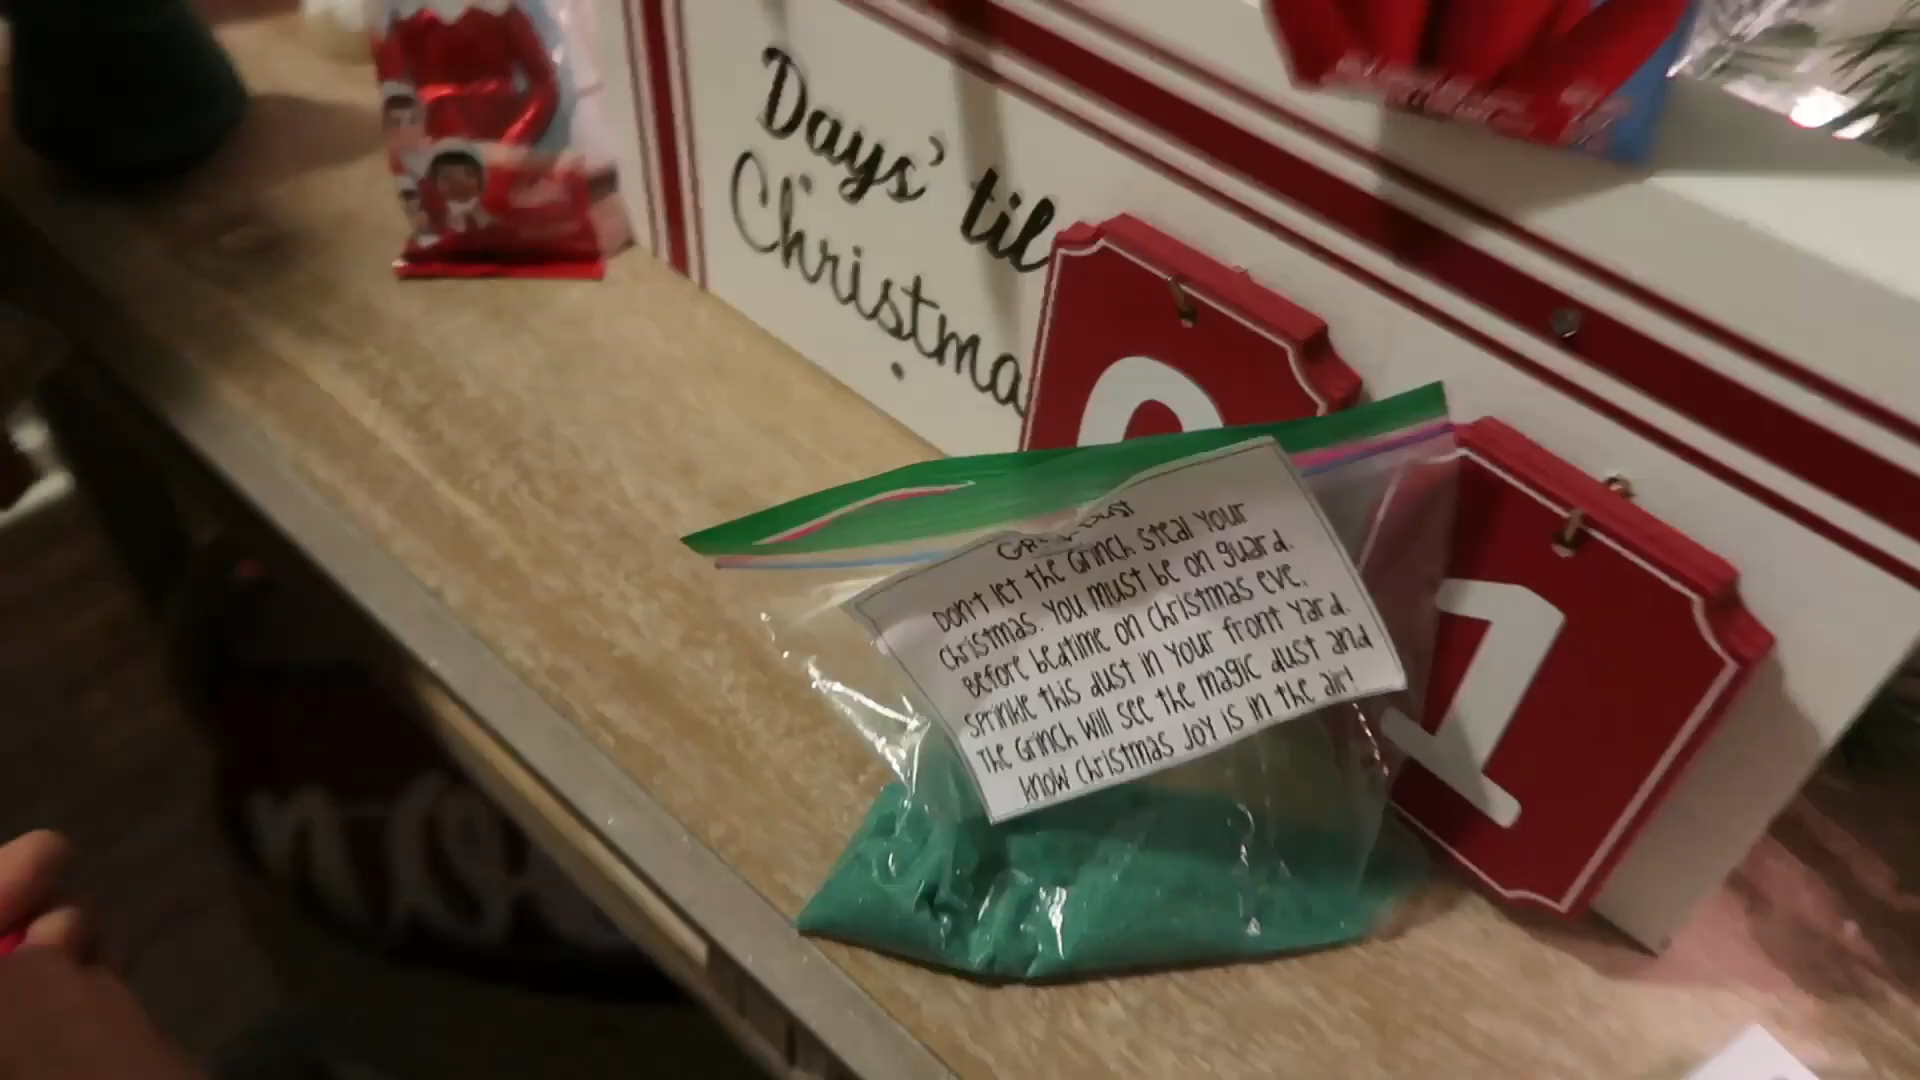 Days' til
Christma
0
1
DON'T LET THE GRINCH STEAL YOUR
CHRISTMAS. YOU MUST BE ON GUARD.
BEFORE BEDTIME ON CHRISTMAS EVE,
SPRINKLE THIS DUST IN YOUR FRONT YARD.
THE GRINCH WILL SEE THE MAGIC DUST AND
KNOW CHRISTMAS JOY IS IN THE AIR!